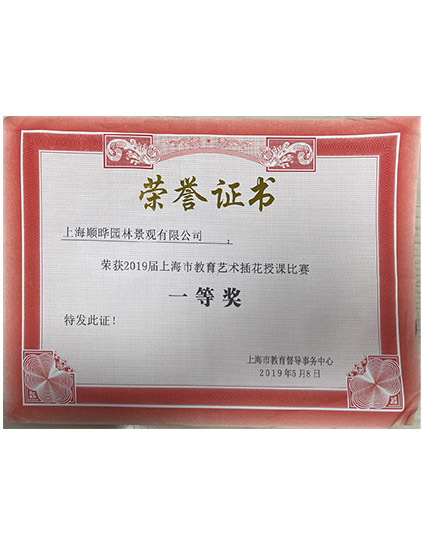 荣誉证书
上海顺晔园林景观有限公司 :
荣获2019届上海市教育艺术插花授课比赛
一等奖
特发此证!
上海市教育督导事务中心
2019年5月8日